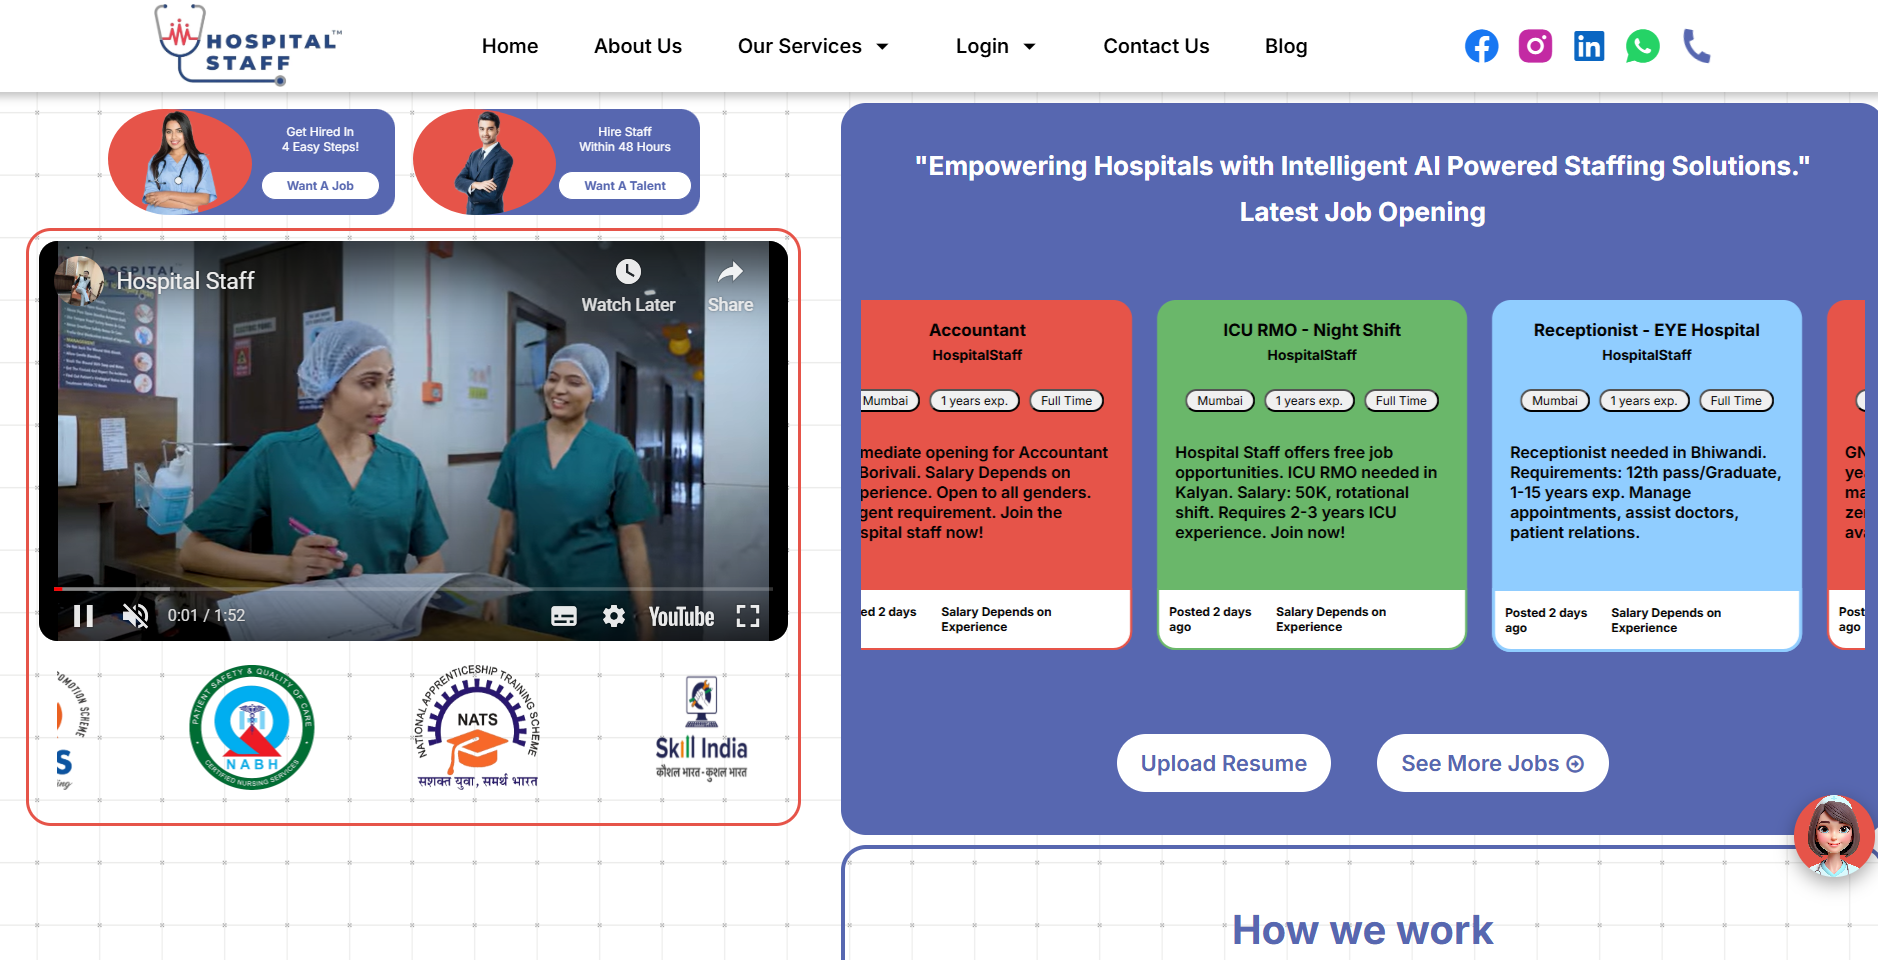 HOSPITAL™
STAFF
Home
About Us
Our Services
Login
Contact Us
Blog
Get Hired In
4 Easy Steps!
Want A Job
Hire Staff
Within 48 Hours
Want A Talent
Hospital Staff
Watch Later
Share
0:01 / 1:52
YouTube
OMOTION SCHEME
S
ing
PATIENT SAFETY & QUALITY OF CARE
NABH
CERTIFIED NURSING SERVICES
NATIONAL APPRENTICESHIP TRAINING SCHEME
NATS
सशक्त युवा, समर्थ भारत
Skill India
कौशल भारत - कुशल भारत
"Empowering Hospitals with Intelligent AI Powered Staffing Solutions."
Latest Job Opening
Accountant
HospitalStaff
Mumbai
1 years exp.
Full Time
mediate opening for Accountant
Borivali. Salary Depends on
perience. Open to all genders.
gent requirement. Join the
spital staff now!
ed 2 days
Salary Depends on
Experience
ICU RMO - Night Shift
HospitalStaff
Mumbai
1 years exp.
Full Time
Hospital Staff offers free job
opportunities. ICU RMO needed in
Kalyan. Salary: 50K, rotational
shift. Requires 2-3 years ICU
experience. Join now!
Posted 2 days
ago
Salary Depends on
Experience
Receptionist - EYE Hospital
HospitalStaff
Mumbai
1 years exp.
Full Time
Receptionist needed in Bhiwandi.
Requirements: 12th pass/Graduate,
1-15 years exp. Manage
appointments, assist doctors,
patient relations.
Posted 2 days
ago
Salary Depends on
Experience
GN
ye
ma
zer
av
Post
ago
Upload Resume
See More Jobs
How we work